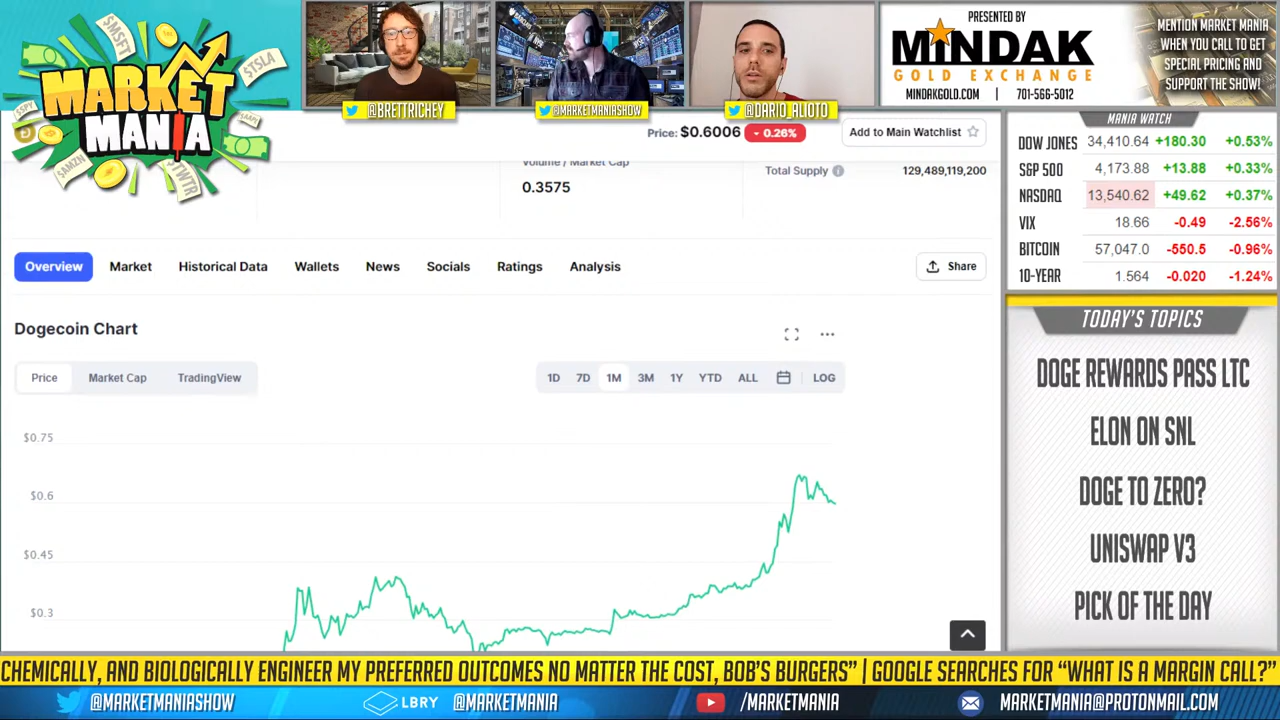 MARKET
MANIA
$MSFT
$TSLA
$SPY
$AAPL
$AMZN
$TWTR
@BRETTRICHEY
@MARKETMANIASHOW
@DARIO_ALIOTO
PRESENTED BY
MINDAK
GOLD EXCHANGE
MINDAKGOLD.COM | 701-566-5012
MENTION MARKET MANIA
WHEN YOU CALL TO GET
SPECIAL PRICING AND
SUPPORT THE SHOW!
Price: $0.6006 0.26%
Add to Main Watchlist
Volume / Market Cap
0.3575
Total Supply 129,489,119,200
MANIA WATCH
DOW JONES 34,410.64 +180.30 +0.53%
S&P 500 4,173.88 +13.88 +0.33%
NASDAQ 13,540.62 +49.62 +0.37%
VIX 18.66 -0.49 -2.56%
BITCOIN 57,047.0 -550.5 -0.96%
10-YEAR 1.564 -0.020 -1.24%
Overview Market Historical Data Wallets News Socials Ratings Analysis Share
Dogecoin Chart
Price Market Cap TradingView
1D 7D 1M 3M 1Y YTD ALL LOG
$0.75
$0.6
$0.45
$0.3
TODAY'S TOPICS
DOGE REWARDS PASS LTC
ELON ON SNL
DOGE TO ZERO?
UNISWAP V3
PICK OF THE DAY
CHEMICALLY, AND BIOLOGICALLY ENGINEER MY PREFERRED OUTCOMES NO MATTER THE COST, BOB'S BURGERS" | GOOGLE SEARCHES FOR "WHAT IS A MARGIN CALL?"
@MARKETMANIASHOW LBRY @MARKETMANIA /MARKETMANIA MARKETMANIA@PROTONMAIL.COM